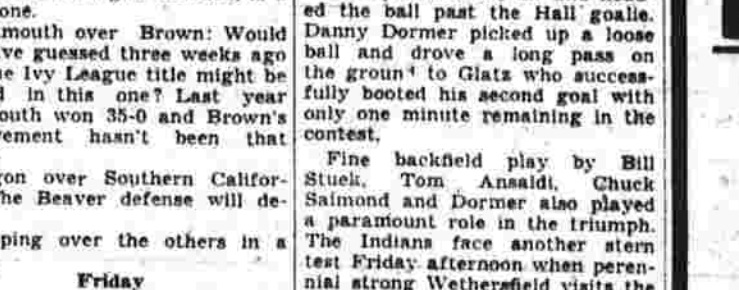 one.
mouth over Brown: Would
ve guessed three weeks ago
e Ivy League title might be
in this one? Last year
outh won 35-0 and Brown's
ement hasn't been that
on over Southern Califor-
he Beaver defense will de-
ping over the others in a
Friday
ed the ball past the Hall goalie.
Danny Dormer picked up a loose
ball and drove a long pass on
the groun to Glatz who success-
fully booted his second goal with
only one minute remaining in the
contest.
Fine backfield play by Bill
Stuek, Tom Ansaldi, Chuck
Salmond and Dormer also played
a paramount role in the triumph.
The Indians face another stern
test Friday afternoon when peren-
nial strong Wethersfield visits the